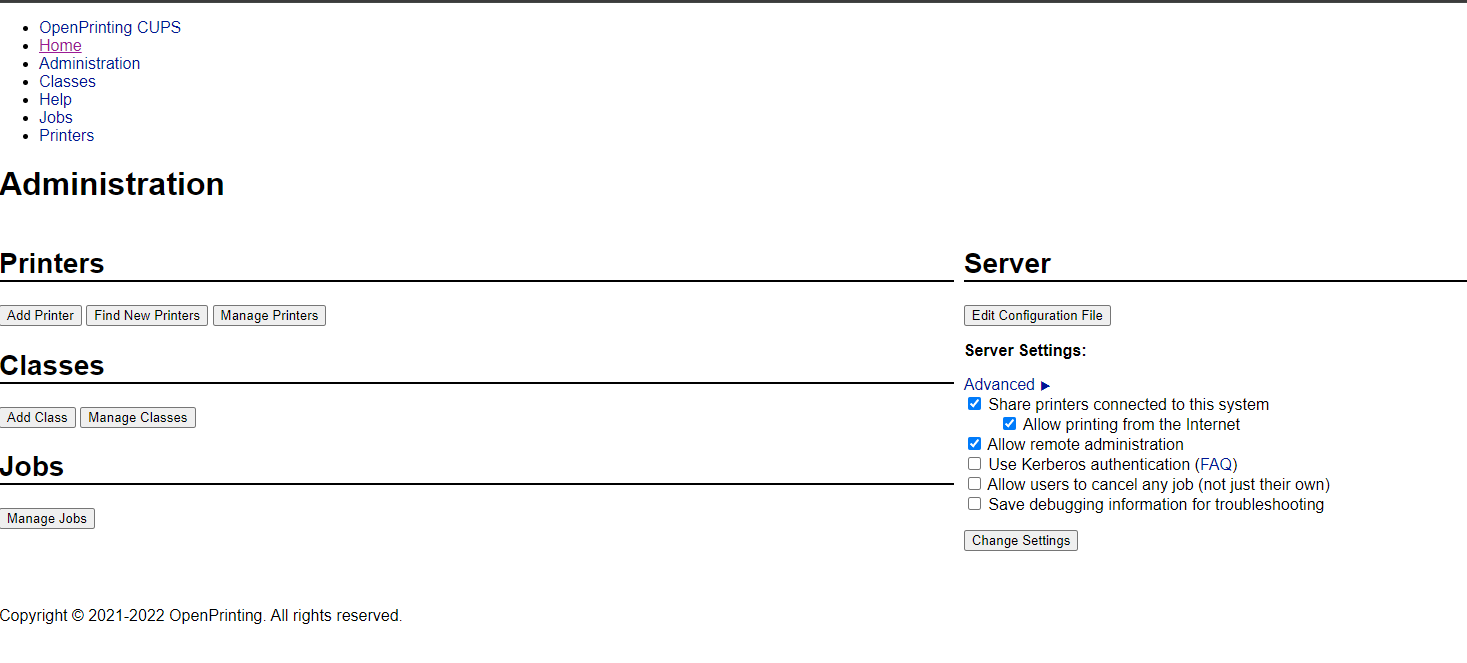 OpenPrinting CUPS
Home
Administration
Classes
Help
Jobs
Printers
Administration
Printers
Add Printer Find New Printers Manage Printers
Classes
Add Class Manage Classes
Jobs
Manage Jobs
Server
Edit Configuration File
Server Settings:
Advanced ▶
Share printers connected to this system
Allow printing from the Internet
Allow remote administration
Use Kerberos authentication (FAQ)
Allow users to cancel any job (not just their own)
Save debugging information for troubleshooting
Change Settings
Copyright © 2021-2022 OpenPrinting. All rights reserved.